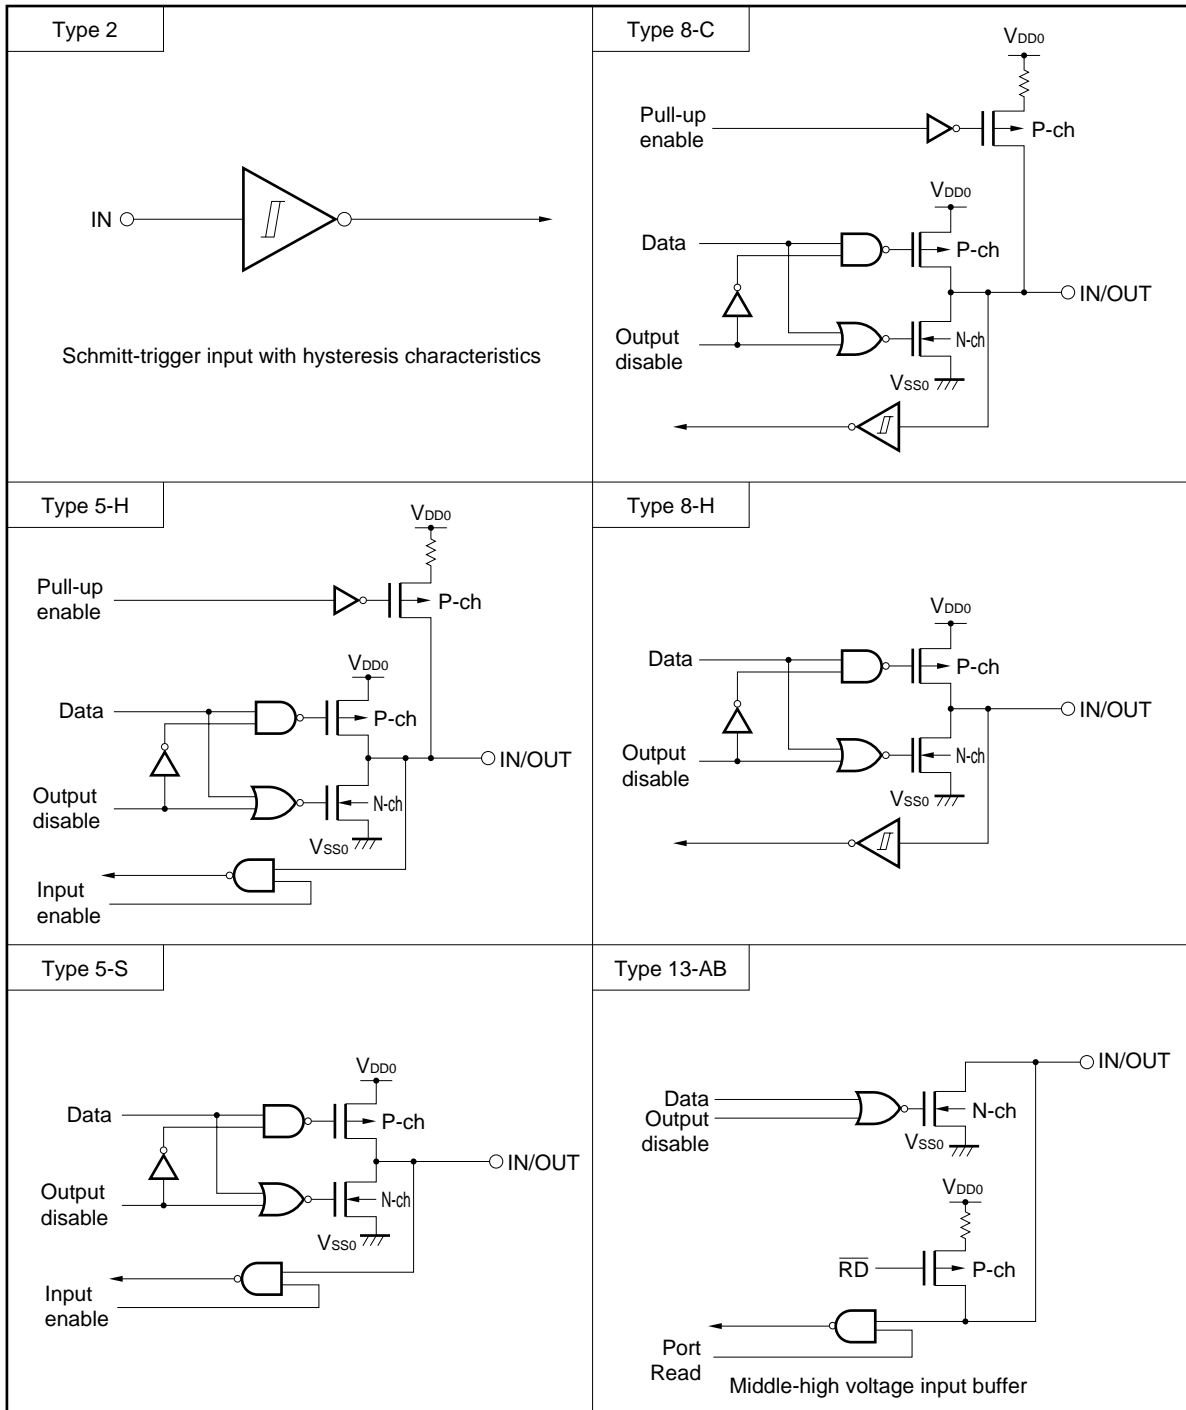 Type 2
IN
Schmitt-trigger input with hysteresis characteristics
Type 8-C
VDD0
Pull-up
enable
P-ch
VDD0
Data
P-ch
IN/OUT
Output
disable
N-ch
VSS0
Type 5-H
VDD0
Pull-up
enable
P-ch
VDD0
Data
P-ch
IN/OUT
Output
disable
N-ch
VSS0
Input
enable
Type 8-H
VDD0
Data
P-ch
IN/OUT
Output
disable
N-ch
VSS0
Type 5-S
VDD0
Data
P-ch
IN/OUT
Output
disable
N-ch
VSS0
Input
enable
Type 13-AB
IN/OUT
Data
Output
disable
N-ch
VSS0
VDD0
R̅D̅
P-ch
Port
Read
Middle-high voltage input buffer